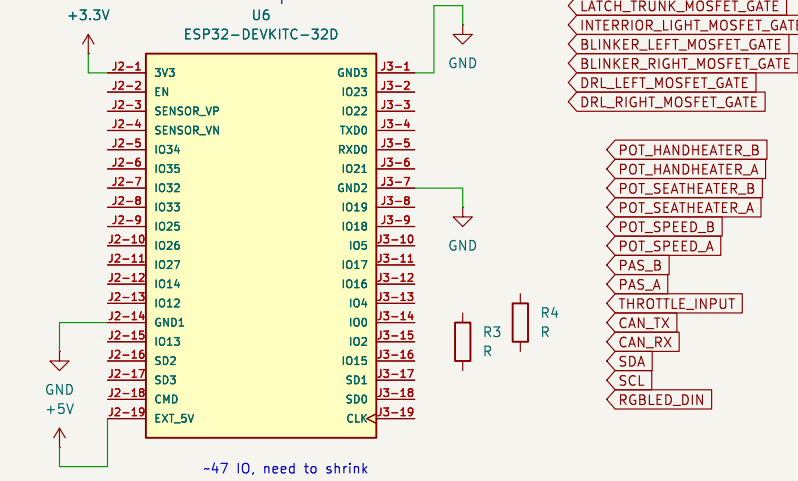 +3.3V
U6
ESP32-DEVKITC-32D
J2-1 3V3 GND3 J3-1
J2-2 EN IO23 J3-2
J2-3 SENSOR_VP IO22 J3-3
J2-4 SENSOR_VN TXD0 J3-4
J2-5 IO34 RXD0 J3-5
J2-6 IO35 IO21 J3-6
J2-7 IO32 GND2 J3-7
J2-8 IO33 IO19 J3-8
J2-9 IO25 IO18 J3-9
J2-10 IO26 IO5 J3-10
J2-11 IO27 IO17 J3-11
J2-12 IO14 IO16 J3-12
J2-13 IO12 IO4 J3-13
J2-14 GND1 IO0 J3-14
J2-15 IO13 IO2 J3-15
J2-16 SD2 IO15 J3-16
J2-17 SD3 SD1 J3-17
J2-18 CMD SD0 J3-18
J2-19 EXT_5V CLK J3-19
GND
+5V
GND
GND
R3
R
R4
R
~47 IO, need to shrink
LATCH_TRUNK_MOSFET_GATE
INTERRIOR_LIGHT_MOSFET_GATE
BLINKER_LEFT_MOSFET_GATE
BLINKER_RIGHT_MOSFET_GATE
DRL_LEFT_MOSFET_GATE
DRL_RIGHT_MOSFET_GATE
POT_HANDHEATER_B
POT_HANDHEATER_A
POT_SEATHEATER_B
POT_SEATHEATER_A
POT_SPEED_B
POT_SPEED_A
PAS_B
PAS_A
THROTTLE_INPUT
CAN_TX
CAN_RX
SDA
SCL
RGBLED_DIN